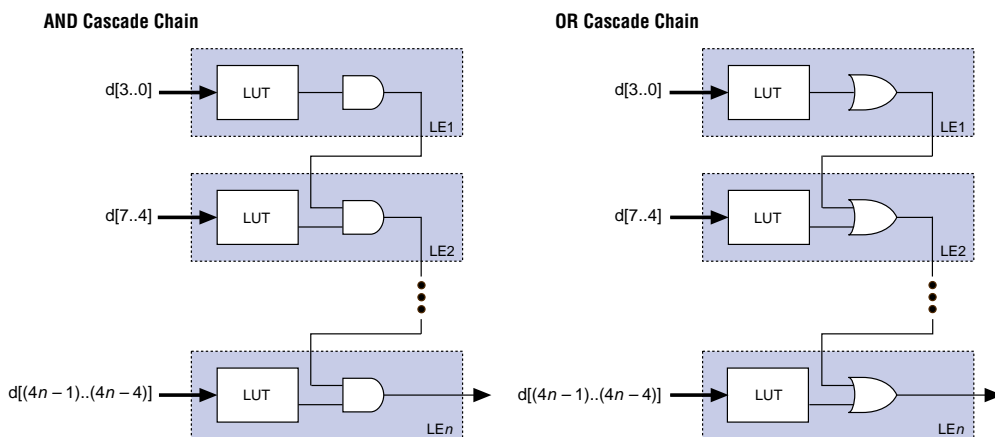 AND Cascade Chain
d[3..0]
LUT
LE1
d[7..4]
LUT
LE2
d[(4n – 1)..(4n – 4)]
LUT
LEn
OR Cascade Chain
d[3..0]
LUT
LE1
d[7..4]
LUT
LE2
d[(4n – 1)..(4n – 4)]
LUT
LEn